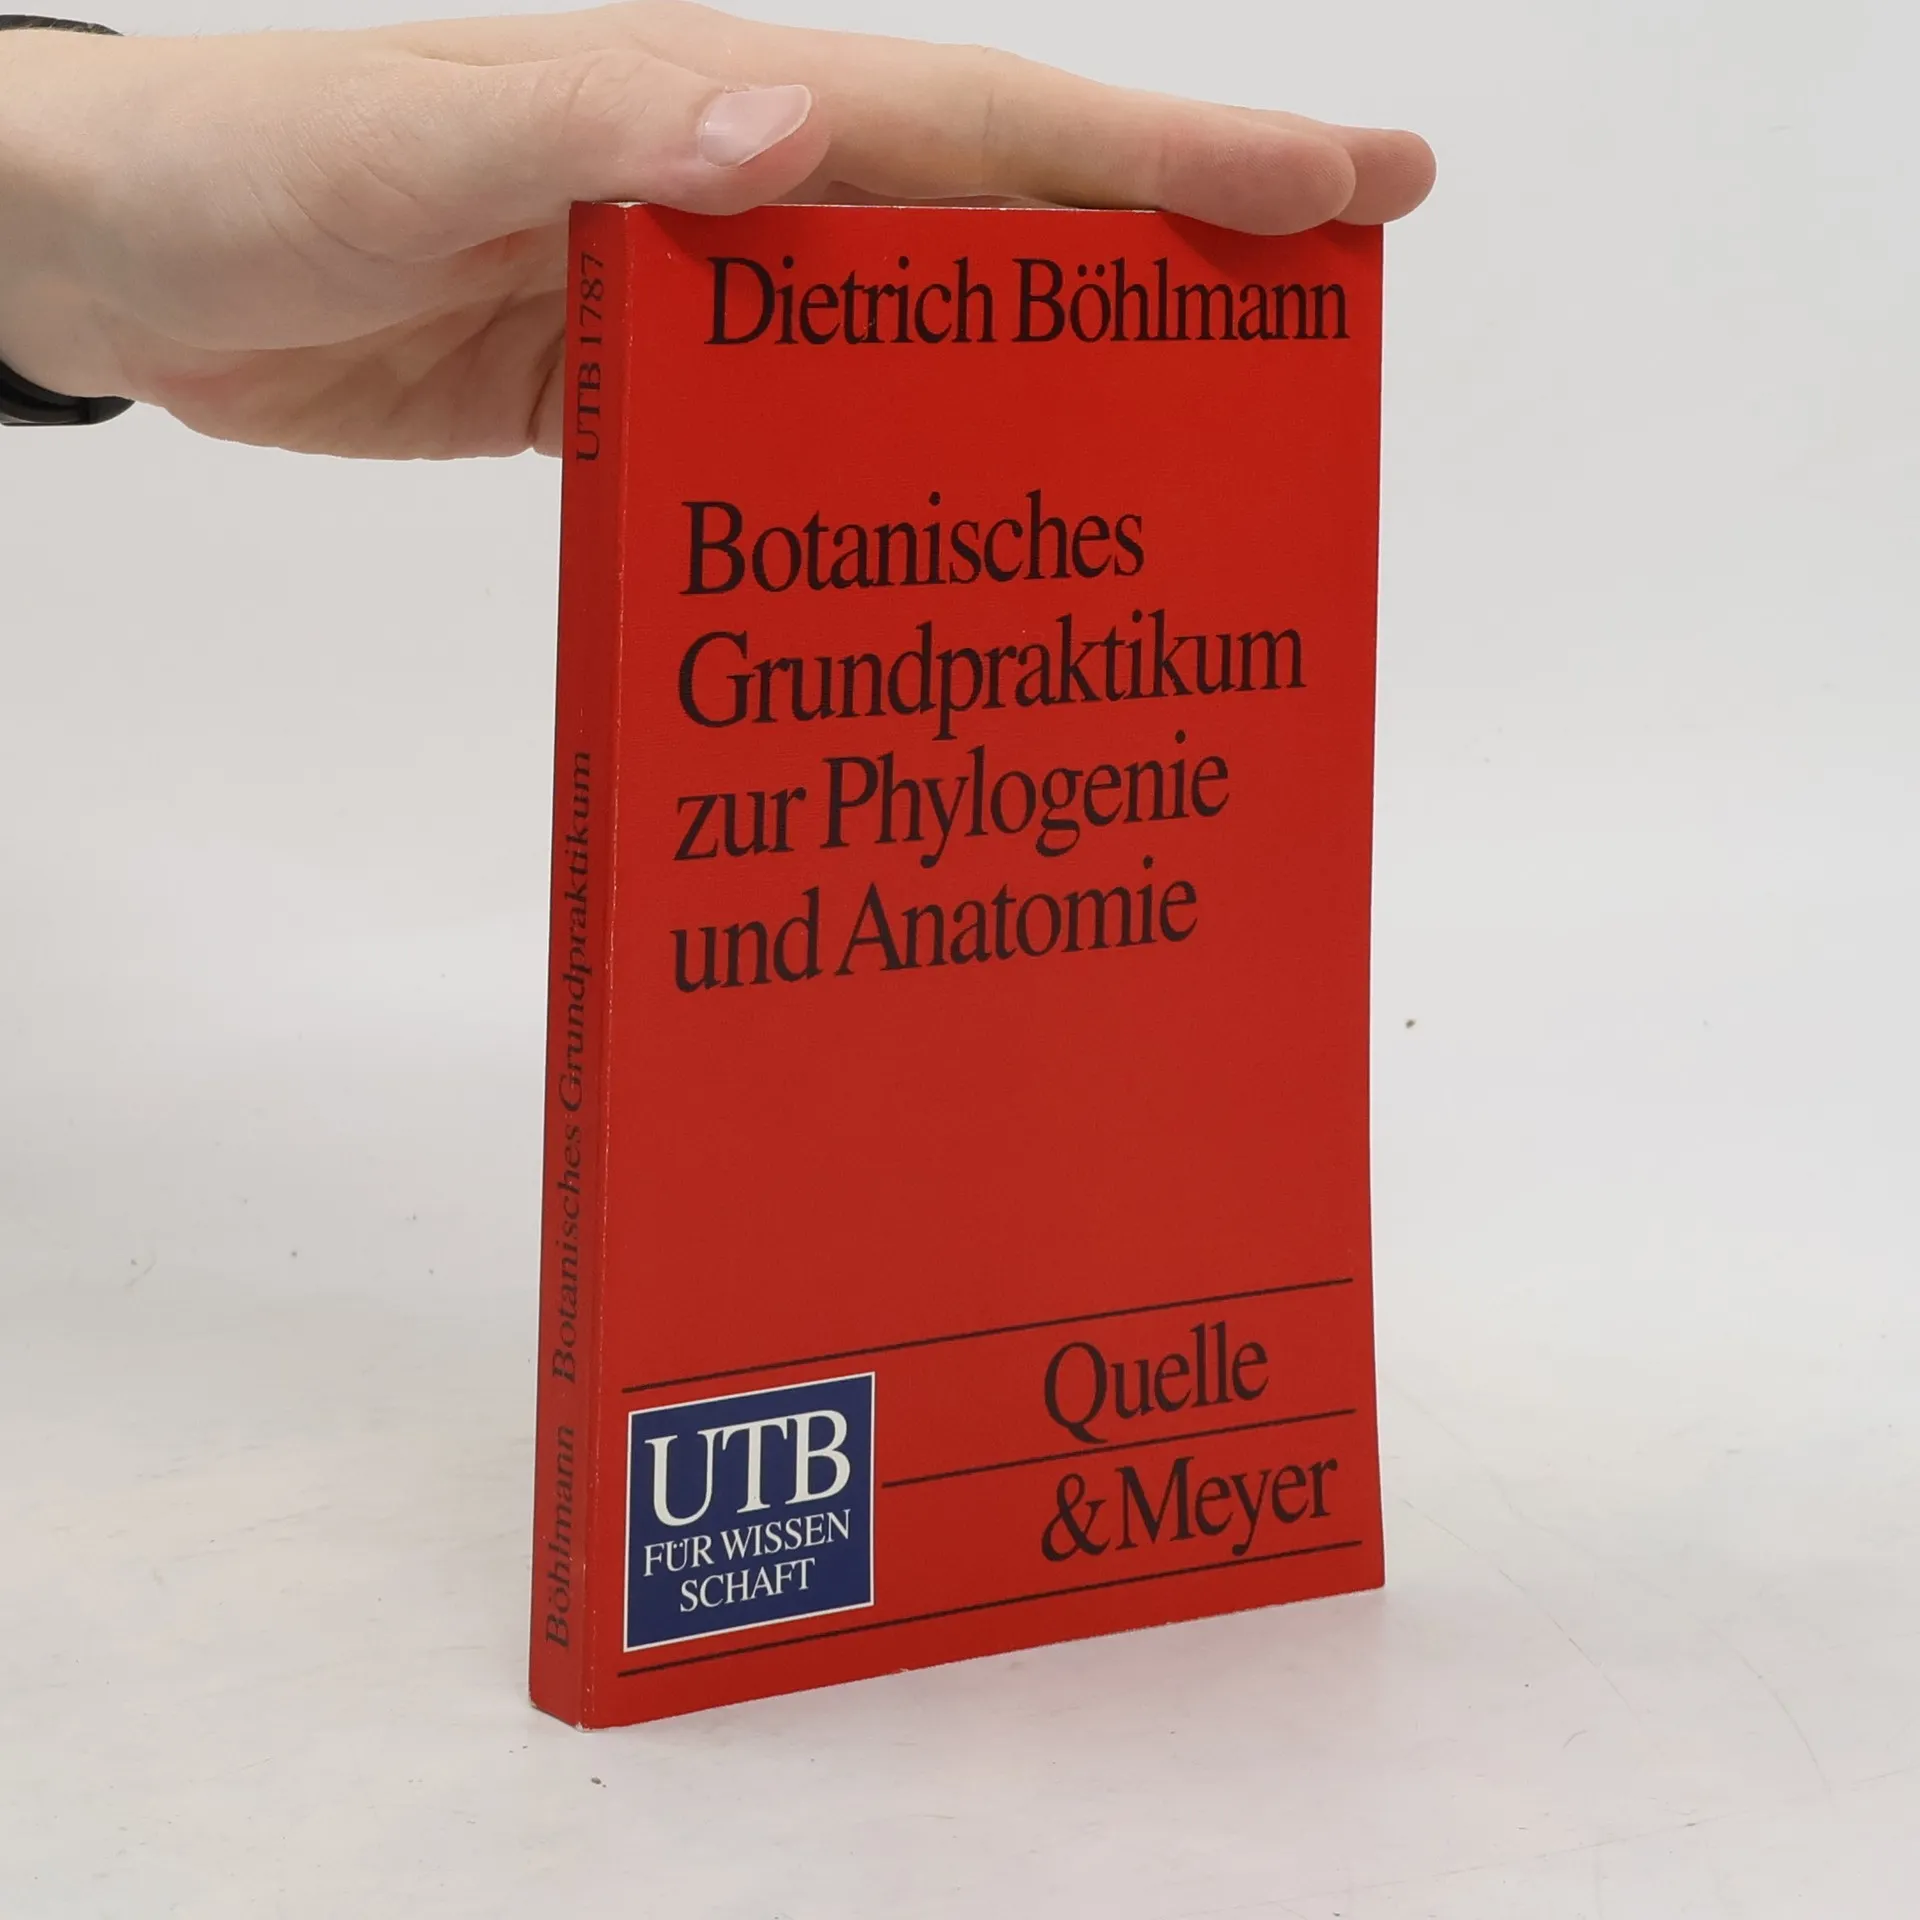 Dietrich Böhlmann
Botanisches
Grundpraktikum
zur Phylogenie
und Anatomie
Quelle
& Meyer
UTB
FÜR WISSEN
SCHAFT
Böhlmann Botanisches Grundpraktikum UTB 1787